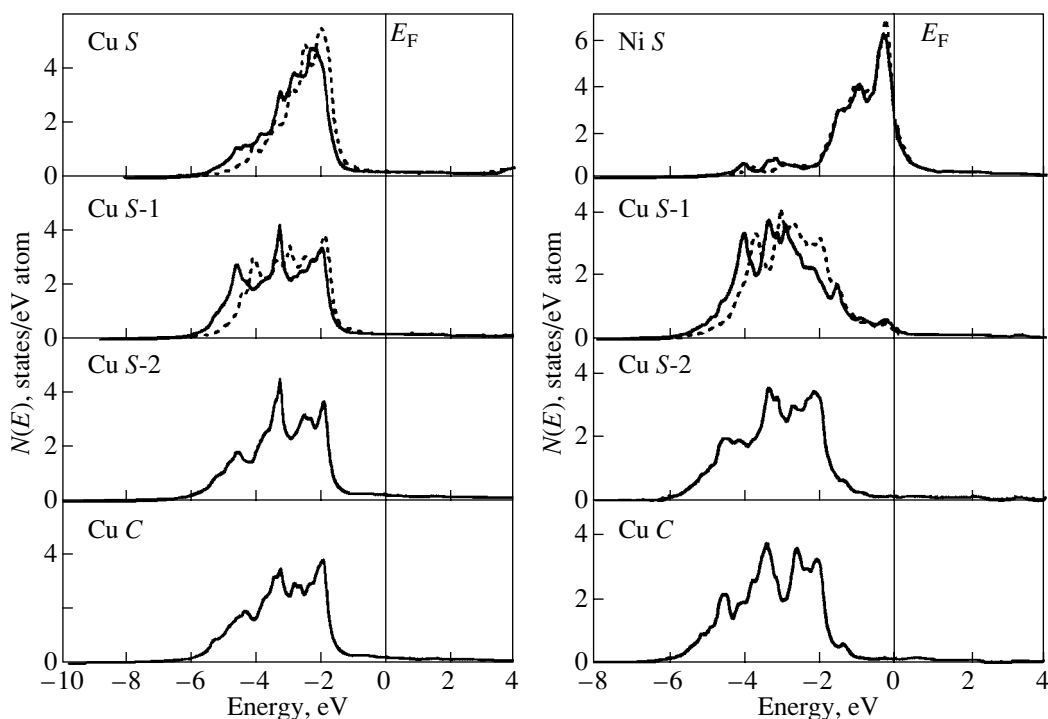 Cu S
E_F
4
2
0
Cu S-1
4
2
0
Cu S-2
4
2
0
Cu C
4
0
−10 −8 −6 −4 −2 0 2 4
Energy, eV
N(E), states/eV atom
Ni S
E_F
6
4
2
0
Cu S-1
4
2
0
Cu S-2
4
2
0
Cu C
4
2
0
−8 −6 −4 −2 0 2 4
Energy, eV
N(E), states/eV atom